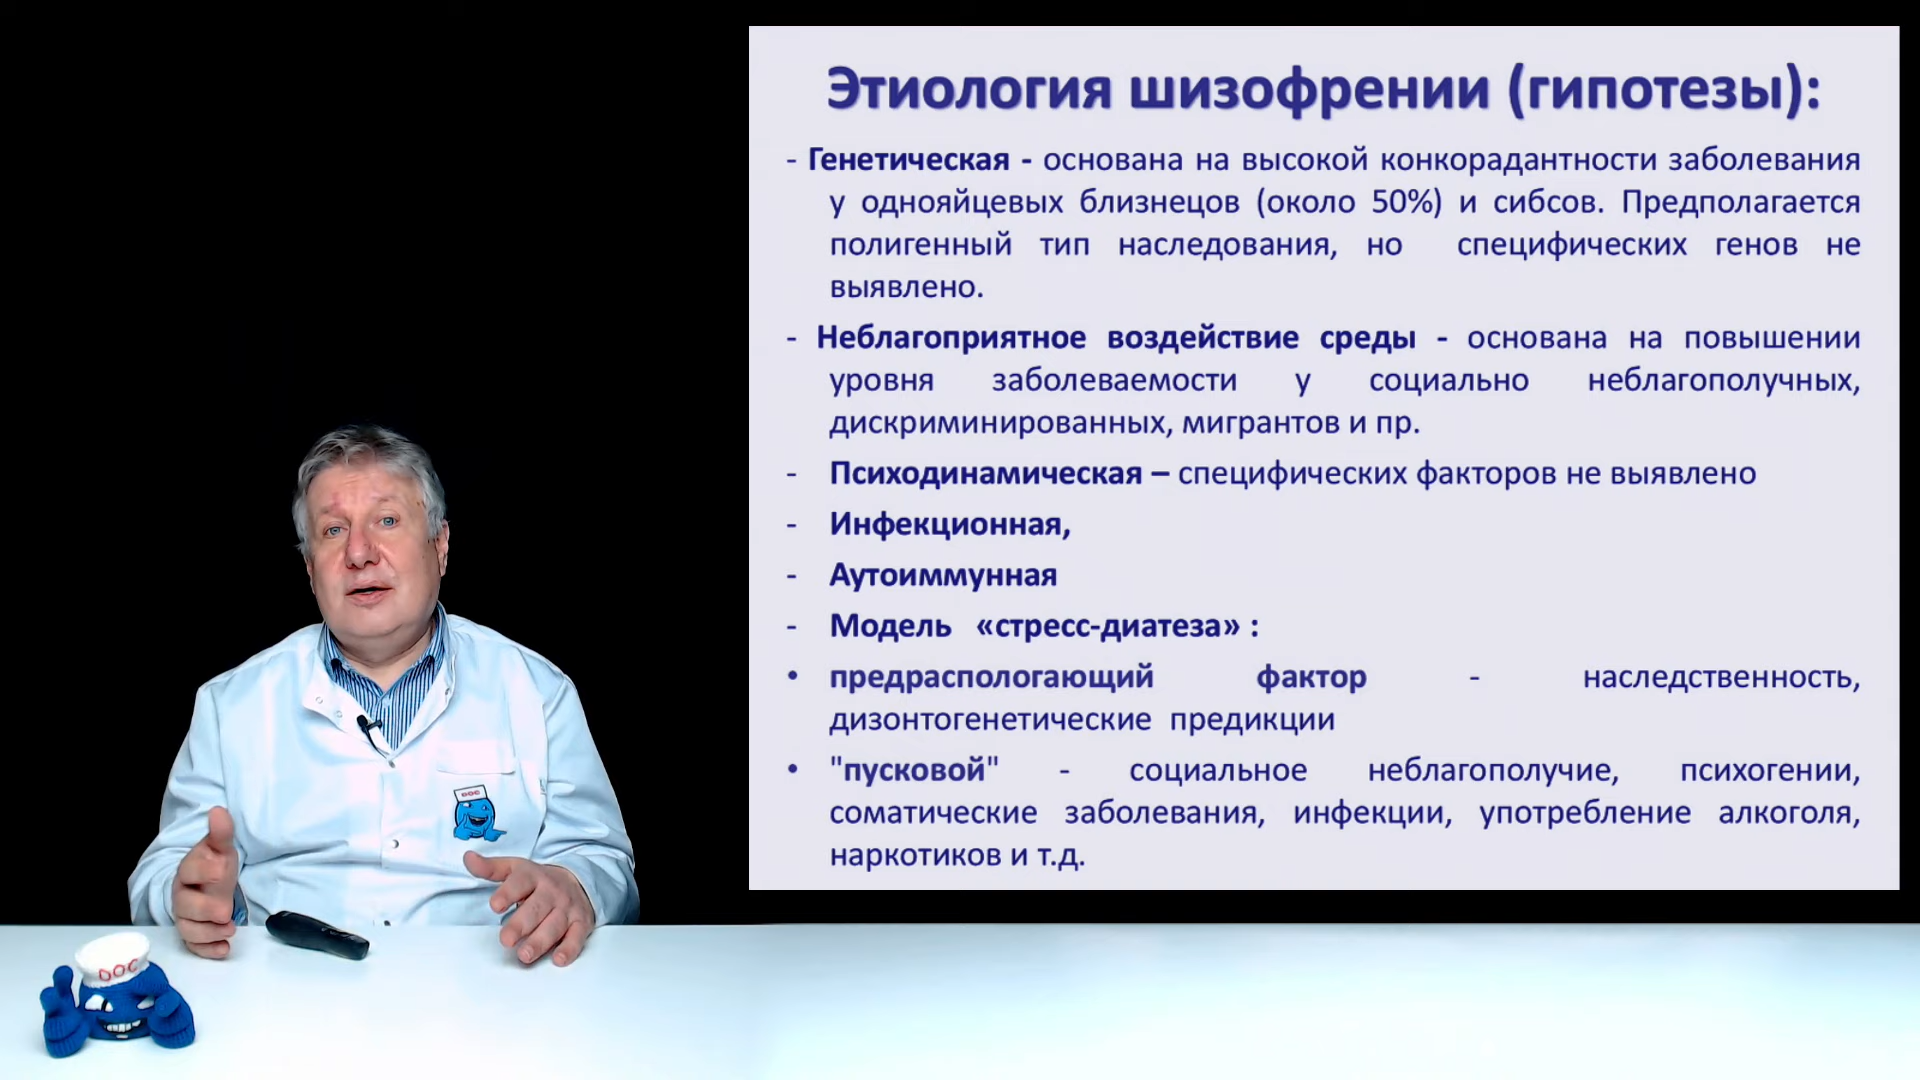 Этиология шизофрении (гипотезы):
- Генетическая - основана на высокой конкорадантности заболевания
у однояйцевых близнецов (около 50%) и сибсов. Предполагается
полигенный тип наследования, но специфических генов не
выявлено.
- Неблагоприятное воздействие среды - основана на повышении
уровня заболеваемости у социально неблагополучных,
дискриминированных, мигрантов и пр.
- Психодинамическая – специфических факторов не выявлено
- Инфекционная,
- Аутоиммунная
- Модель «стресс-диатеза» :
• предраспологающий фактор - наследственность,
дизонтогенетические предикции
• "пусковой" - социальное неблагополучие, психогении,
соматические заболевания, инфекции, употребление алкоголя,
наркотиков и т.д.
DOC
DOC